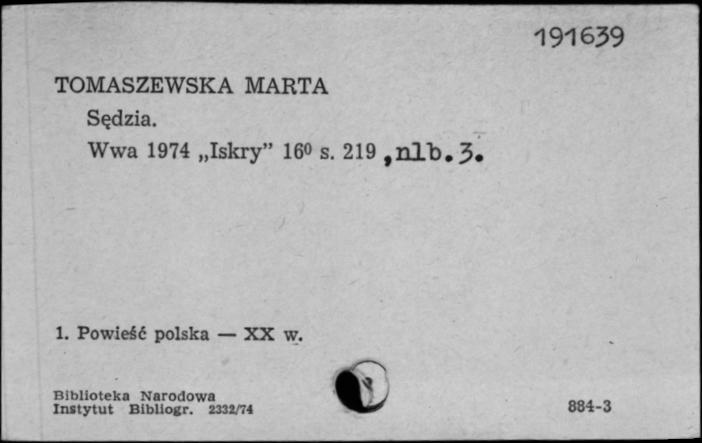 191639
TOMASZEWSKA MARTA
Sędzia.
Wwa 1974 „Iskry” 16⁰ s. 219 ,nlb.3.
1. Powieść polska — XX w.
Biblioteka Narodowa
Instytut Bibliogr. 2332/74
884-3